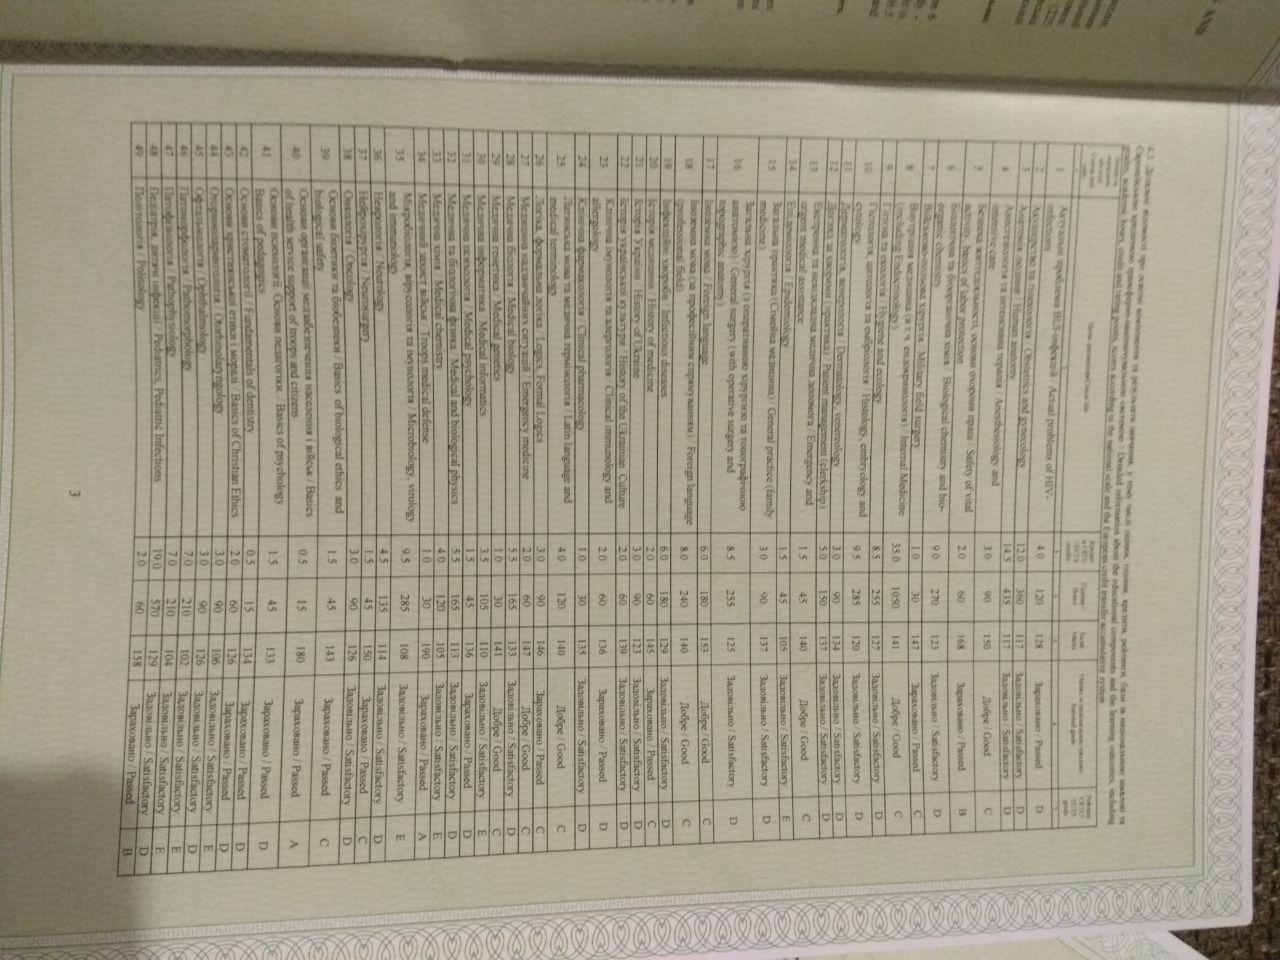 4.3. Детальні відомості про освітні компоненти та результати навчання, у тому числі оцінки, години, кредити, рейтинги, бали за національною шкалою та
Європейською кредитною трансферно-накопичувальною системою / Detailed information about the educational components and the learning outcomes, including
grades, academic hours, credits and rating points, scores according to the national scale and the European credit transfer accumulative system
1 Актуальні проблеми ВІЛ-інфекцій / Actual problems of HIV- 4.0 120 128 Зараховано / Passed D
infections
2 Акушерство та гінекологія / Obstetrics and gynecology 12.0 360 117 Задовільно / Satisfactory D
3 Анатомія людини / Human anatomy 14.5 435 117 Задовільно / Satisfactory D
4 Анестезіологія та інтенсивна терапія / Anesthesiology and 3.0 90 150 Добре / Good C
intensive care
5 Безпека життєдіяльності, основи охорони праці / Safety of vital 2.0 60 168 Зараховано / Passed B
activity, basics of labor protection
6 Біологічна та біоорганічна хімія / Biological chemistry and bio- 9.0 270 123 Задовільно / Satisfactory D
organic chemistry
7 Військово-польова хірургія / Military field surgery 1.0 30 147 Зараховано / Passed C
8 Внутрішня медицина (в т.ч. ендокринологія) / Internal Medicine 35.0 1050 141 Добре / Good C
(including Endocrinology)
9 Гігієна та екологія / Hygiene and ecology 8.5 255 127 Задовільно / Satisfactory D
10 Гістологія, цитологія та ембріологія / Histology, embryology and 9.5 285 120 Задовільно / Satisfactory D
cytology
11 Дерматологія, венерологія / Dermatology, venereology 3.0 90 134 Задовільно / Satisfactory D
12 Догляд за хворими (практика) / Patient management (clerkship) 5.0 150 137 Задовільно / Satisfactory D
13 Екстрена та невідкладна медична допомога / Emergency and 1.5 45 140 Добре / Good C
urgent medical assistance
14 Епідеміологія / Epidemiology 1.5 45 105 Задовільно / Satisfactory E
15 Загальна практика (Сімейна медицина) / General practice (family 3.0 90 137 Задовільно / Satisfactory D
medicine)
16 Загальна хірургія (з оперативною хірургією та топографічною 8.5 255 125 Задовільно / Satisfactory D
анатомією) / General surgery (with operative surgery and
topographic anatomy)
17 Іноземна мова / Foreign language 6.0 180 153 Добре / Good C
18 Іноземна мова (за професійним спрямуванням) / Foreign language 8.0 240 140 Добре / Good C
(professional field)
19 Інфекційні хвороби / Infectious diseases 6.0 180 129 Задовільно / Satisfactory D
20 Історія медицини / History of medicine 2.0 60 145 Зараховано / Passed C
21 Історія України / History of Ukraine 3.0 90 123 Задовільно / Satisfactory D
22 Історія української культури / History of the Ukrainian Culture 2.0 60 139 Задовільно / Satisfactory D
23 Клінічна імунологія та алергологія / Clinical immunology and 2.0 60 136 Зараховано / Passed D
allergology
24 Клінічна фармакологія / Clinical pharmacology 1.0 30 135 Задовільно / Satisfactory D
25 Латинська мова та медична термінологія / Latin language and 4.0 120 140 Добре / Good C
medical terminology
26 Логіка, формальна логіка / Logics, Formal Logics 3.0 90 146 Зараховано / Passed C
27 Медицина надзвичайних ситуацій / Emergency medicine 2.0 60 147 Добре / Good C
28 Медична біологія / Medical biology 5.5 165 133 Задовільно / Satisfactory D
29 Медична генетика / Medical genetics 1.0 30 141 Добре / Good C
30 Медична інформатика / Medical informatics 3.5 105 110 Задовільно / Satisfactory E
31 Медична психологія / Medical psychology 1.5 45 136 Зараховано / Passed D
32 Медична та біологічна фізика / Medical and biological physics 5.5 165 113 Задовільно / Satisfactory D
33 Медична хімія / Medical chemistry 4.0 120 105 Задовільно / Satisfactory E
34 Медичний захист військ / Troops medical defense 1.0 30 190 Зараховано / Passed A
35 Мікробіологія, вірусологія та імунологія / Microbiology, virology 9.5 285 108 Задовільно / Satisfactory E
and immunology
36 Неврологія / Neurology 4.5 135 114 Задовільно / Satisfactory D
37 Нейрохірургія / Neurosurgery 1.5 45 150 Зараховано / Passed C
38 Онкологія / Oncology 3.0 90 126 Задовільно / Satisfactory D
39 Основи біоетики та біобезпеки / Basics of biological ethics and 1.5 45 143 Зараховано / Passed C
biological safety
40 Основи організації медзабезпечення населення і військ / Basics 0.5 15 180 Зараховано / Passed A
of health service support of troops and citizens
41 Основи психології. Основи педагогіки / Basics of psychology. 1.5 45 133 Зараховано / Passed D
Basics of pedagogics
42 Основи стоматології / Fundamentals of dentistry 0.5 15 134 Зараховано / Passed D
43 Основи християнської етики і моралі / Basics of Christian Ethics 2.0 60 126 Зараховано / Passed D
44 Оториноларингологія / Otorhinolaryngology 3.0 90 106 Задовільно / Satisfactory E
45 Офтальмологія / Ophthalmology 3.0 90 126 Задовільно / Satisfactory D
46 Патоморфологія / Pathomorphology 7.0 210 102 Задовільно / Satisfactory E
47 Патофізіологія / Pathophysiology 7.0 210 104 Задовільно / Satisfactory E
48 Педіатрія, дитячі інфекції / Pediatrics, Pediatric Infections 19.0 570 129 Задовільно / Satisfactory D
49 Політологія / Politology 2.0 60 158 Зараховано / Passed B
3